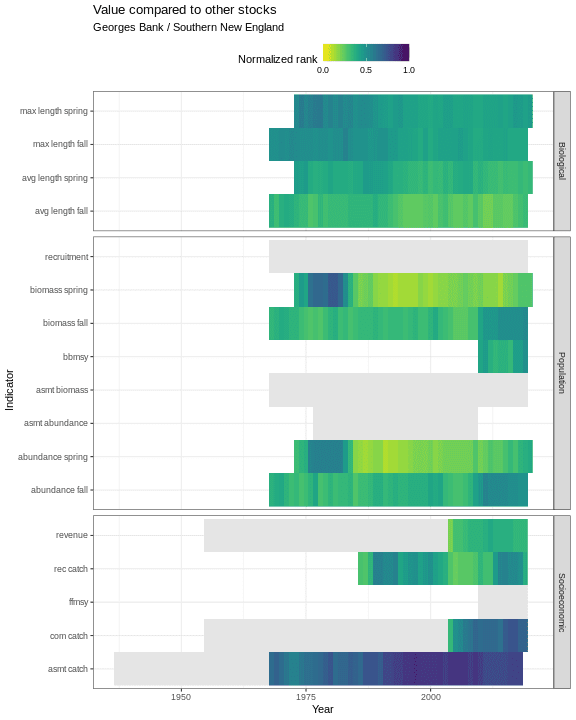 Value compared to other stocks
Georges Bank / Southern New England
Normalized rank
0.0 0.5 1.0
max length spring
max length fall
avg length spring
avg length fall
Biological
recruitment
biomass spring
biomass fall
bbmsy
asmt biomass
asmt abundance
abundance spring
abundance fall
Population
revenue
rec catch
ffmsy
com catch
asmt catch
Socioeconomic
Indicator
1950 1975 2000
Year